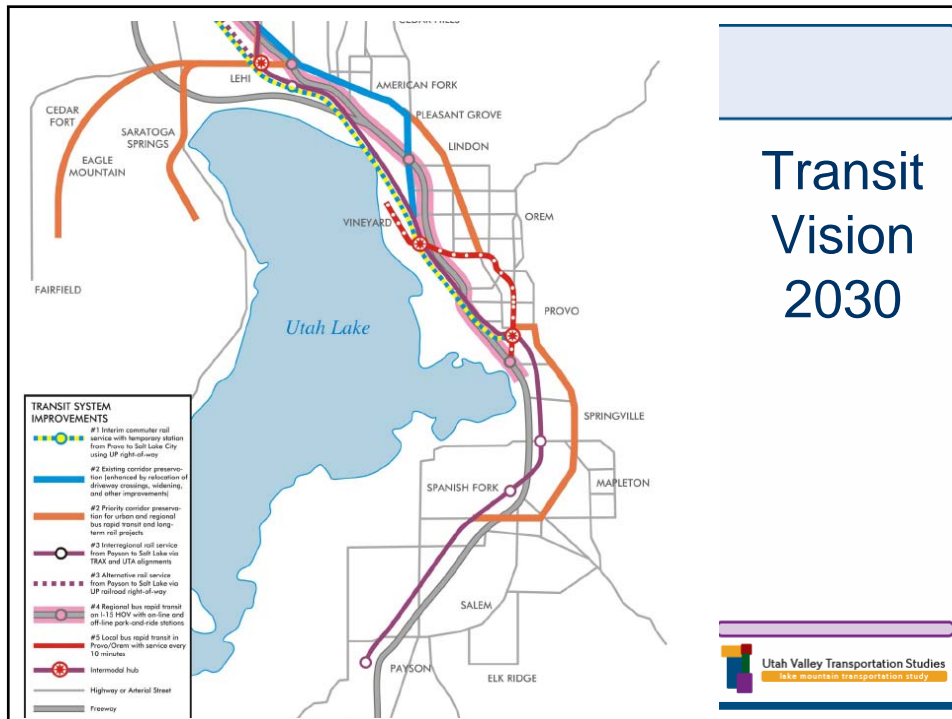 CEDAR HILLS
LEHI
AMERICAN FORK
CEDAR
FORT
PLEASANT GROVE
SARATOGA
SPRINGS
LINDON
EAGLE
MOUNTAIN
OREM
VINEYARD
FAIRFIELD
PROVO
Utah Lake
SPRINGVILLE
MAPLETON
SPANISH FORK
SALEM
PAYSON
ELK RIDGE
TRANSIT SYSTEM
IMPROVEMENTS
#1 Interim commuter rail
service with temporary station
from Provo to Salt Lake City
using UP right-of-way
#2 Existing corridor preserva-
tion (enhanced by relocation of
driveway crossings, widening,
and other improvements)
#2 Priority corridor preserva-
tion for urban and regional
bus rapid transit and long-
term rail projects
#3 Interregional rail service
from Payson to Salt Lake via
TRAX and UTA alignments
#3 Alternative rail service
from Payson to Salt Lake via
UP railroad right-of-way
#4 Regional bus rapid transit
on I-15 HOV with on-line and
off-line park-and-ride stations
#5 Local bus rapid transit in
Provo/Orem with service every
10 minutes
Intermodal hub
Highway or Arterial Street
Freeway
Transit
Vision
2030
Utah Valley Transportation Studies
lake mountain transportation study